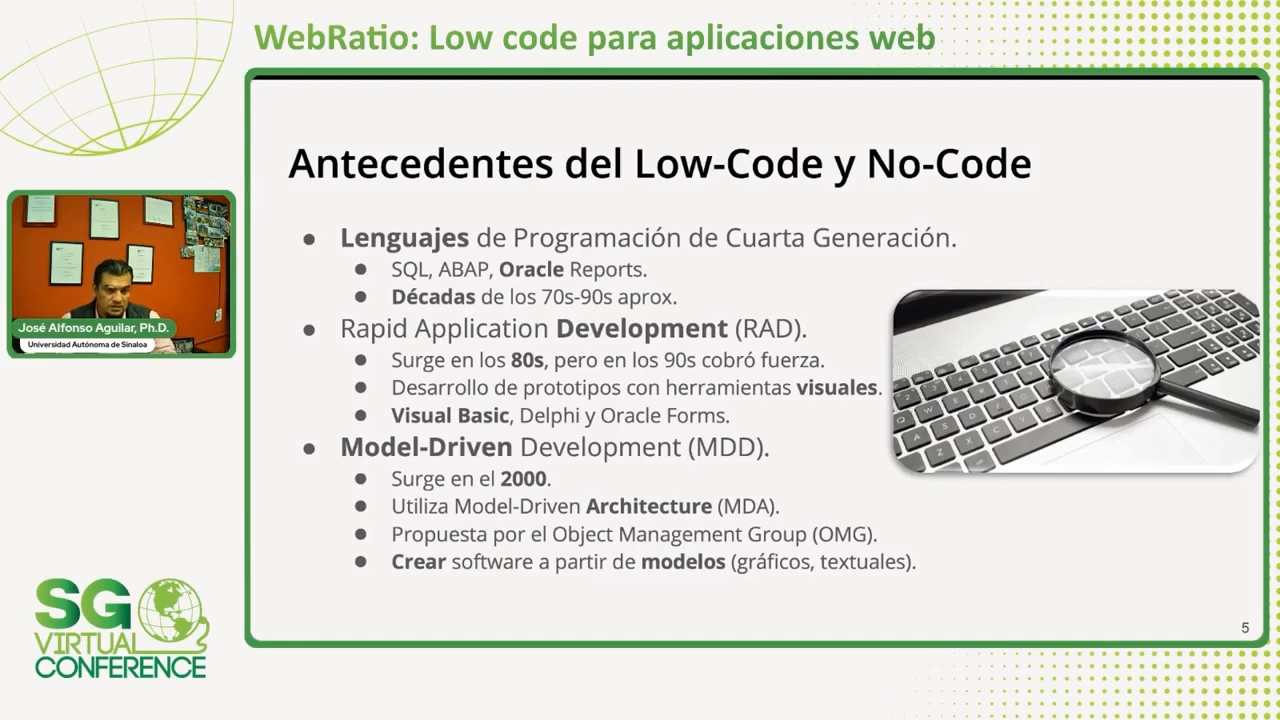 WebRatio: Low code para aplicaciones web
Antecedentes del Low-Code y No-Code
● Lenguajes de Programación de Cuarta Generación.
● SQL, ABAP, Oracle Reports.
● Décadas de los 70s-90s aprox.
● Rapid Application Development (RAD).
● Surge en los 80s, pero en los 90s cobró fuerza.
● Desarrollo de prototipos con herramientas visuales.
● Visual Basic, Delphi y Oracle Forms.
● Model-Driven Development (MDD).
● Surge en el 2000.
● Utiliza Model-Driven Architecture (MDA).
● Propuesta por el Object Management Group (OMG).
● Crear software a partir de modelos (gráficos, textuales).
5
José Alfonso Aguilar, Ph.D.
Universidad Autónoma de Sinaloa
SG
VIRTUAL
CONFERENCE